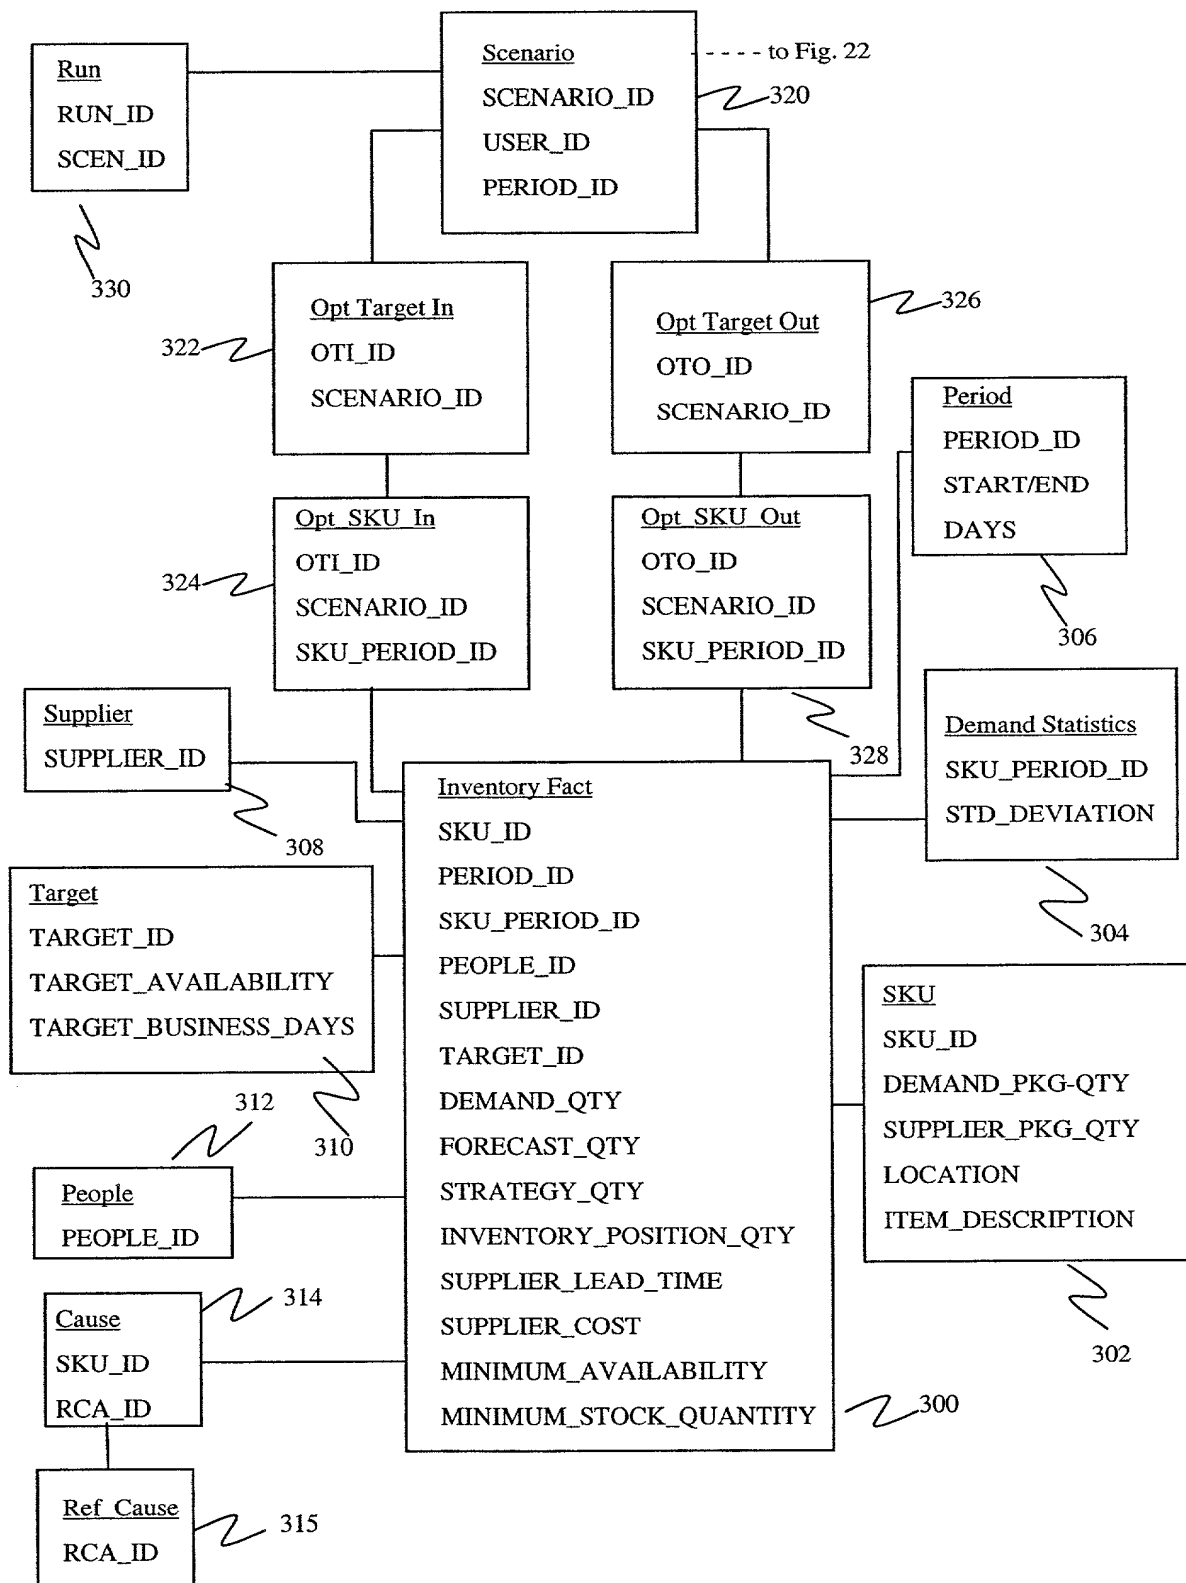 Run
RUN_ID
SCEN_ID
330
Scenario
SCENARIO_ID
USER_ID
PERIOD_ID
to Fig. 22
320
Opt Target In
OTI_ID
SCENARIO_ID
322
Opt Target Out
OTO_ID
SCENARIO_ID
326
Period
PERIOD_ID
START/END
DAYS
306
Opt_SKU_In
OTI_ID
SCENARIO_ID
SKU_PERIOD_ID
324
Opt_SKU_Out
OTO_ID
SCENARIO_ID
SKU_PERIOD_ID
328
Supplier
SUPPLIER_ID
308
Demand Statistics
SKU_PERIOD_ID
STD_DEVIATION
304
Target
TARGET_ID
TARGET_AVAILABILITY
TARGET_BUSINESS_DAYS
310
Inventory Fact
SKU_ID
PERIOD_ID
SKU_PERIOD_ID
PEOPLE_ID
SUPPLIER_ID
TARGET_ID
DEMAND_QTY
FORECAST_QTY
STRATEGY_QTY
INVENTORY_POSITION_QTY
SUPPLIER_LEAD_TIME
SUPPLIER_COST
MINIMUM_AVAILABILITY
MINIMUM_STOCK_QUANTITY
300
SKU
SKU_ID
DEMAND_PKG-QTY
SUPPLIER_PKG_QTY
LOCATION
ITEM_DESCRIPTION
302
312
People
PEOPLE_ID
Cause
SKU_ID
RCA_ID
314
Ref_Cause
RCA_ID
315